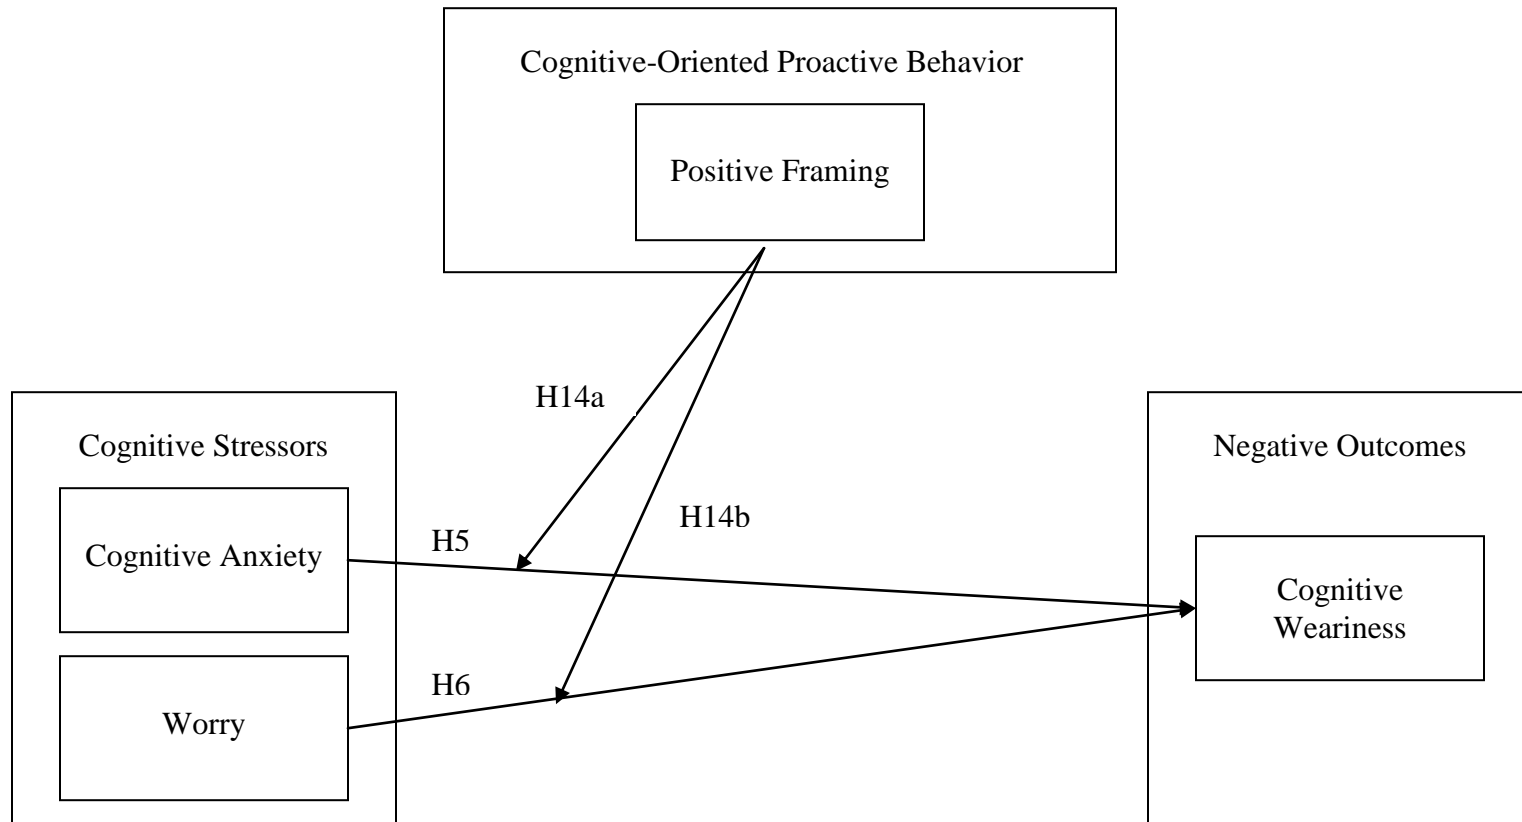 Cognitive-Oriented Proactive Behavior
Positive Framing
H14a
Cognitive Stressors
Negative Outcomes
H14b
H5
Cognitive Anxiety
Cognitive
Weariness
H6
Worry